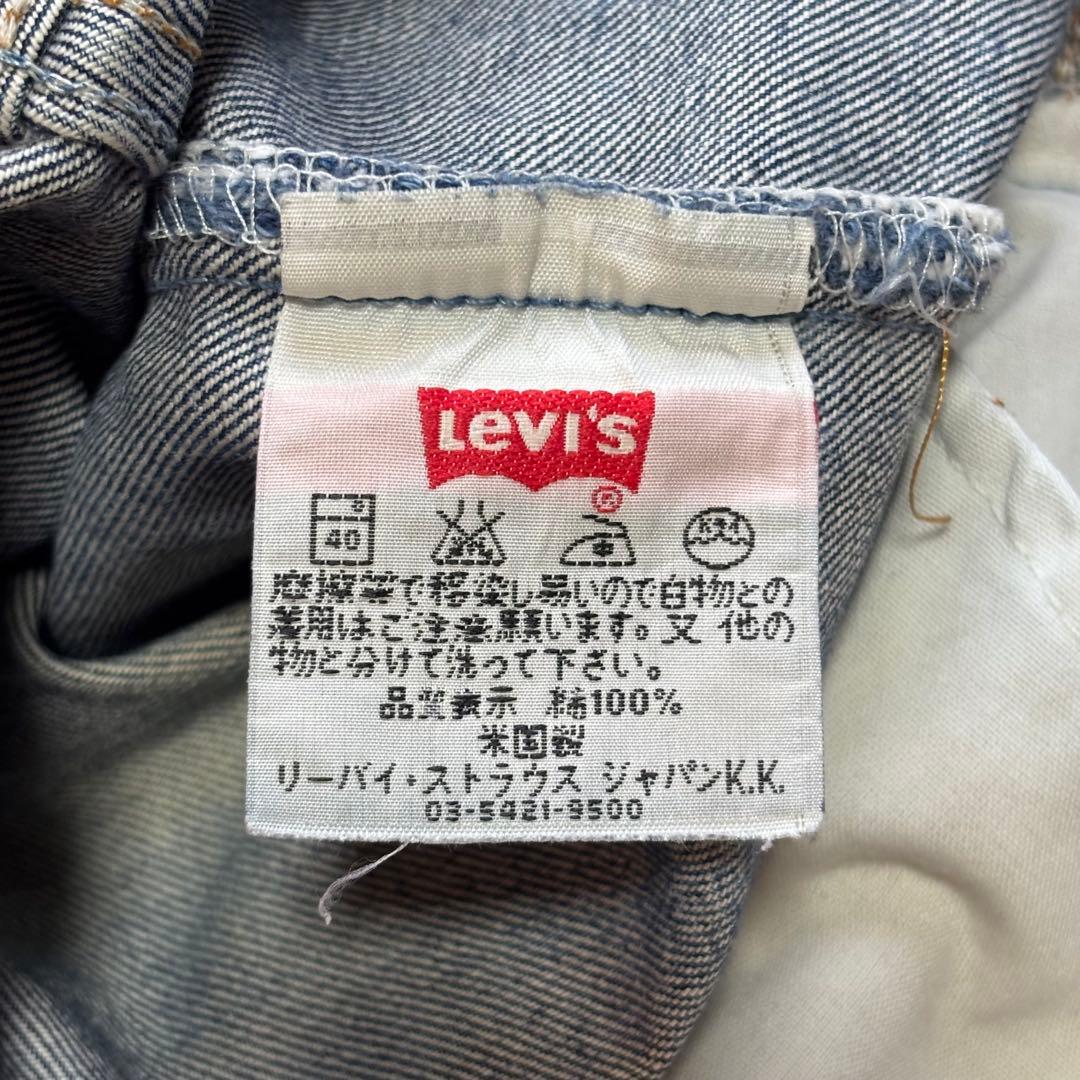 LEVI'S
®
40
摩擦等で移染し易いので白物との
着用はご注意願います。又 他の
物と分けて洗って下さい。
品質表示 綿100%
米国製
リーバイ・ストラウス ジャパンK.K.
03-5421-9500